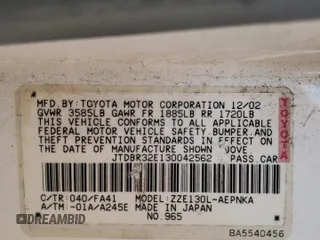 MFD.BY:TOYOTA MOTOR CORPORATION 12/02
GVWR 3585LB GAWR FR 1885LB RR 1720LB
THIS VEHICLE CONFORMS TO ALL APPLICABLE
FEDERAL MOTOR VEHICLE SAFETY,BUMPER,AND
THEFT PREVENTION STANDARDS IN EFFECT ON
THE DATE OF MANUFACTURE SHOWN ABOVE.
JTDBR32E130042562 PASS.CAR
TOYOTA
C/TR:040/FA41 MODEL:ZZE130L-AEPNKA
A/TM:-01A/A245E MADE IN JAPAN
NO.965
BA5540456